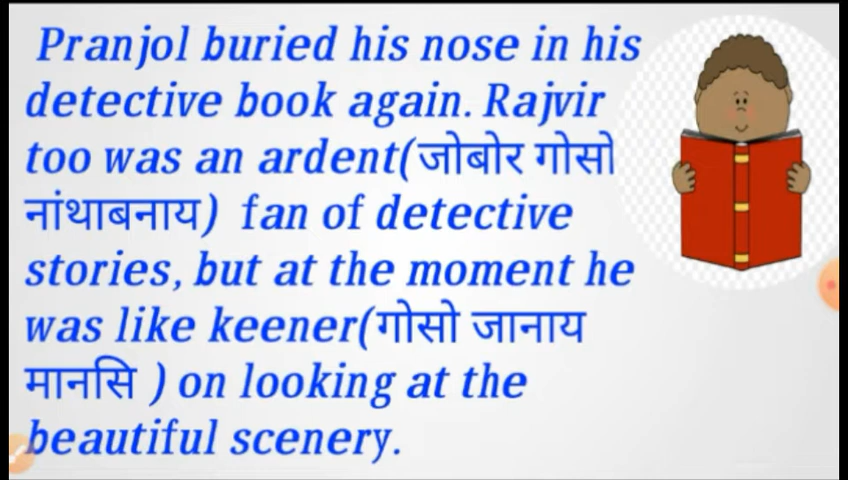 Pranjol buried his nose in his
detective book again. Rajvir
too was an ardent(जोबोर गोसो
नांथाबनाय) fan of detective
stories, but at the moment he
was like keener(गोसो जानाय
मानसि ) on looking at the
beautiful scenery.